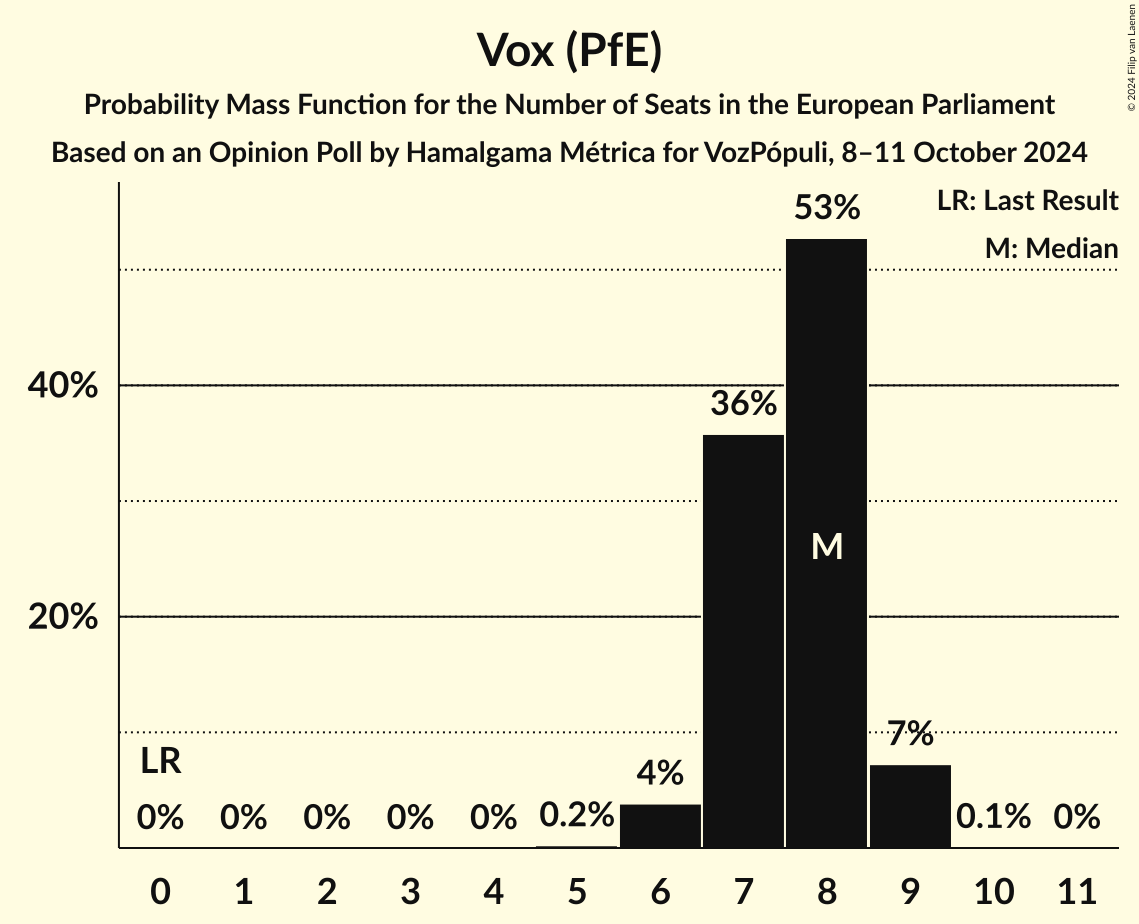 Vox (PfE)
Probability Mass Function for the Number of Seats in the European Parliament
Based on an Opinion Poll by Hamalgama Métrica for VozPópuli, 8–11 October 2024
© 2024 Filip van Laenen
LR: Last Result
M: Median
53%
40%
36%
M
20%
7%
LR
4%
0% 0% 0% 0% 0% 0.2% 0.1% 0%
0 1 2 3 4 5 6 7 8 9 10 11